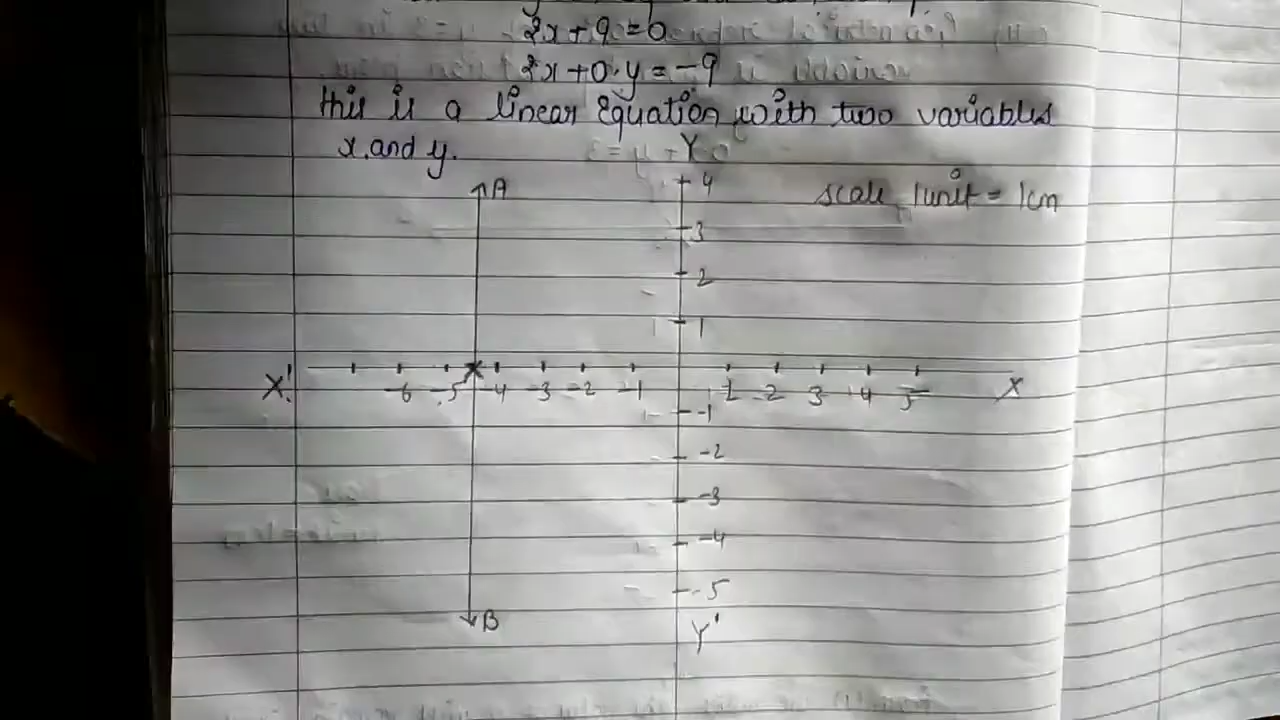 2x+9=0
2x+0.y=-9
this is a linear Equation with two variables
x.and y.
Y
A
4
scale 1unit = 1cm
3
2
1
X' -6 -5 -4 -3 -2 -1 1 2 3 4 5 X
-1
-2
-3
-4
-5
B
Y'